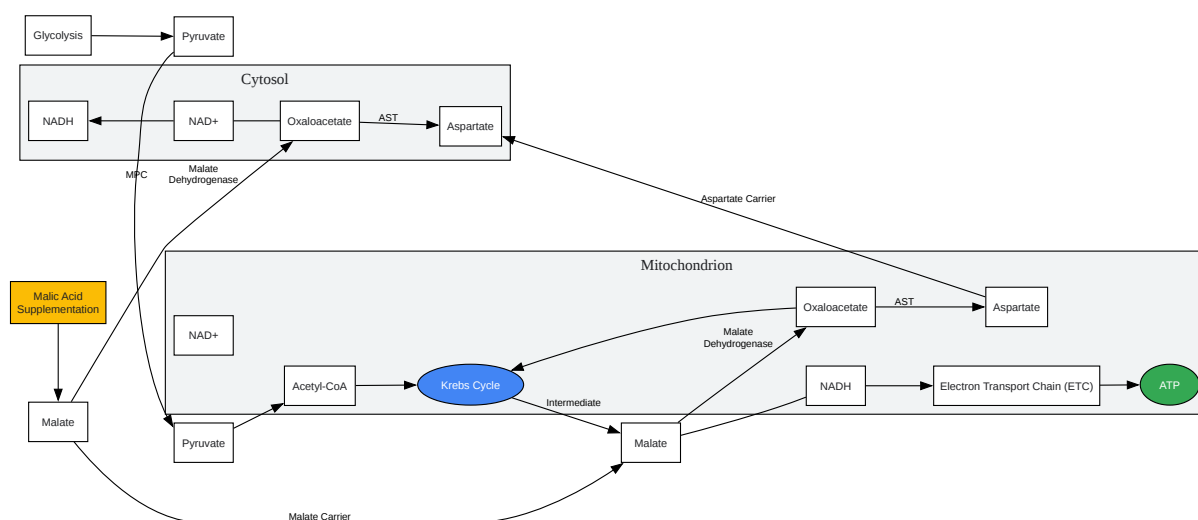 Glycolysis
Pyruvate
Cytosol
NADH
NAD+
Oxaloacetate
AST
Aspartate
MPC
Malate
Dehydrogenase
Aspartate Carrier
Mitochondrion
Malic Acid
Supplementation
NAD+
Oxaloacetate
AST
Aspartate
Malate
Dehydrogenase
Acetyl-CoA
Krebs Cycle
Intermediate
NADH
Electron Transport Chain (ETC)
ATP
Malate
Pyruvate
Malate
Malate Carrier